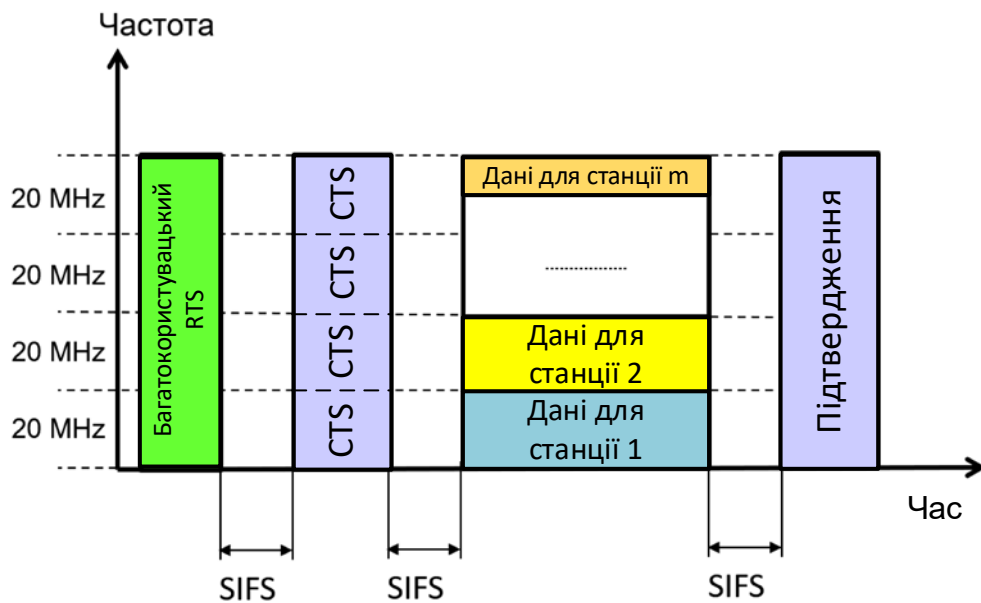 Частота
20 MHz
20 MHz
20 MHz
20 MHz
Багатокористувацький
RTS
CTS
CTS
CTS
CTS
Дані для станції m
..................
Дані для
станції 2
Дані для
станції 1
Підтвердження
Час
SIFS
SIFS
SIFS